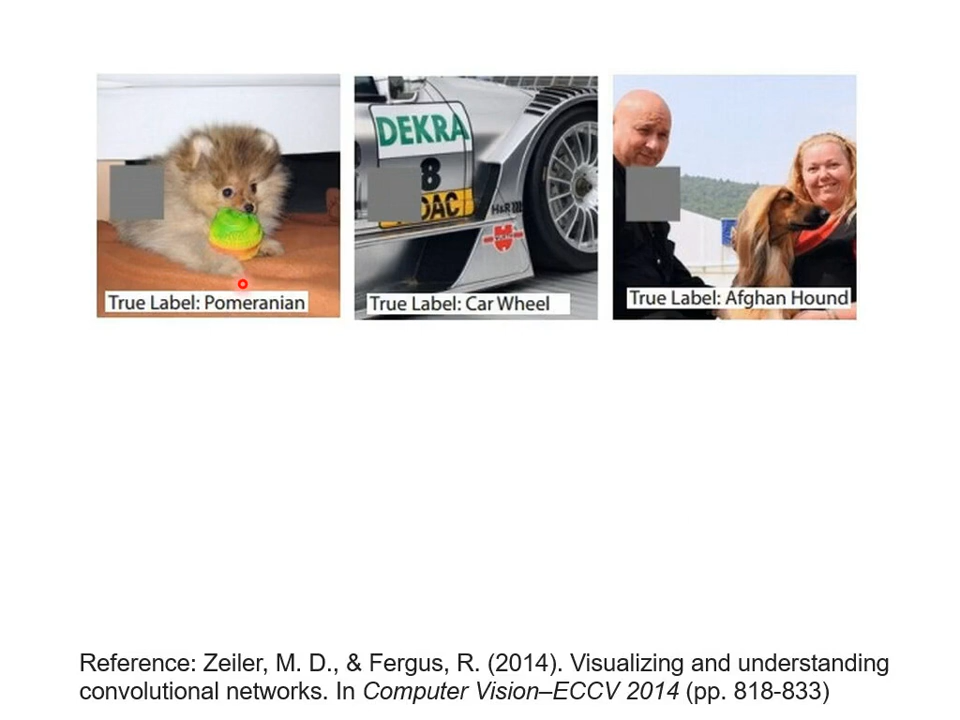 DEKRA
8
DAC
H&R
True Label: Pomeranian
True Label: Car Wheel
True Label: Afghan Hound
Reference: Zeiler, M. D., & Fergus, R. (2014). Visualizing and understanding
convolutional networks. In Computer Vision–ECCV 2014 (pp. 818-833)